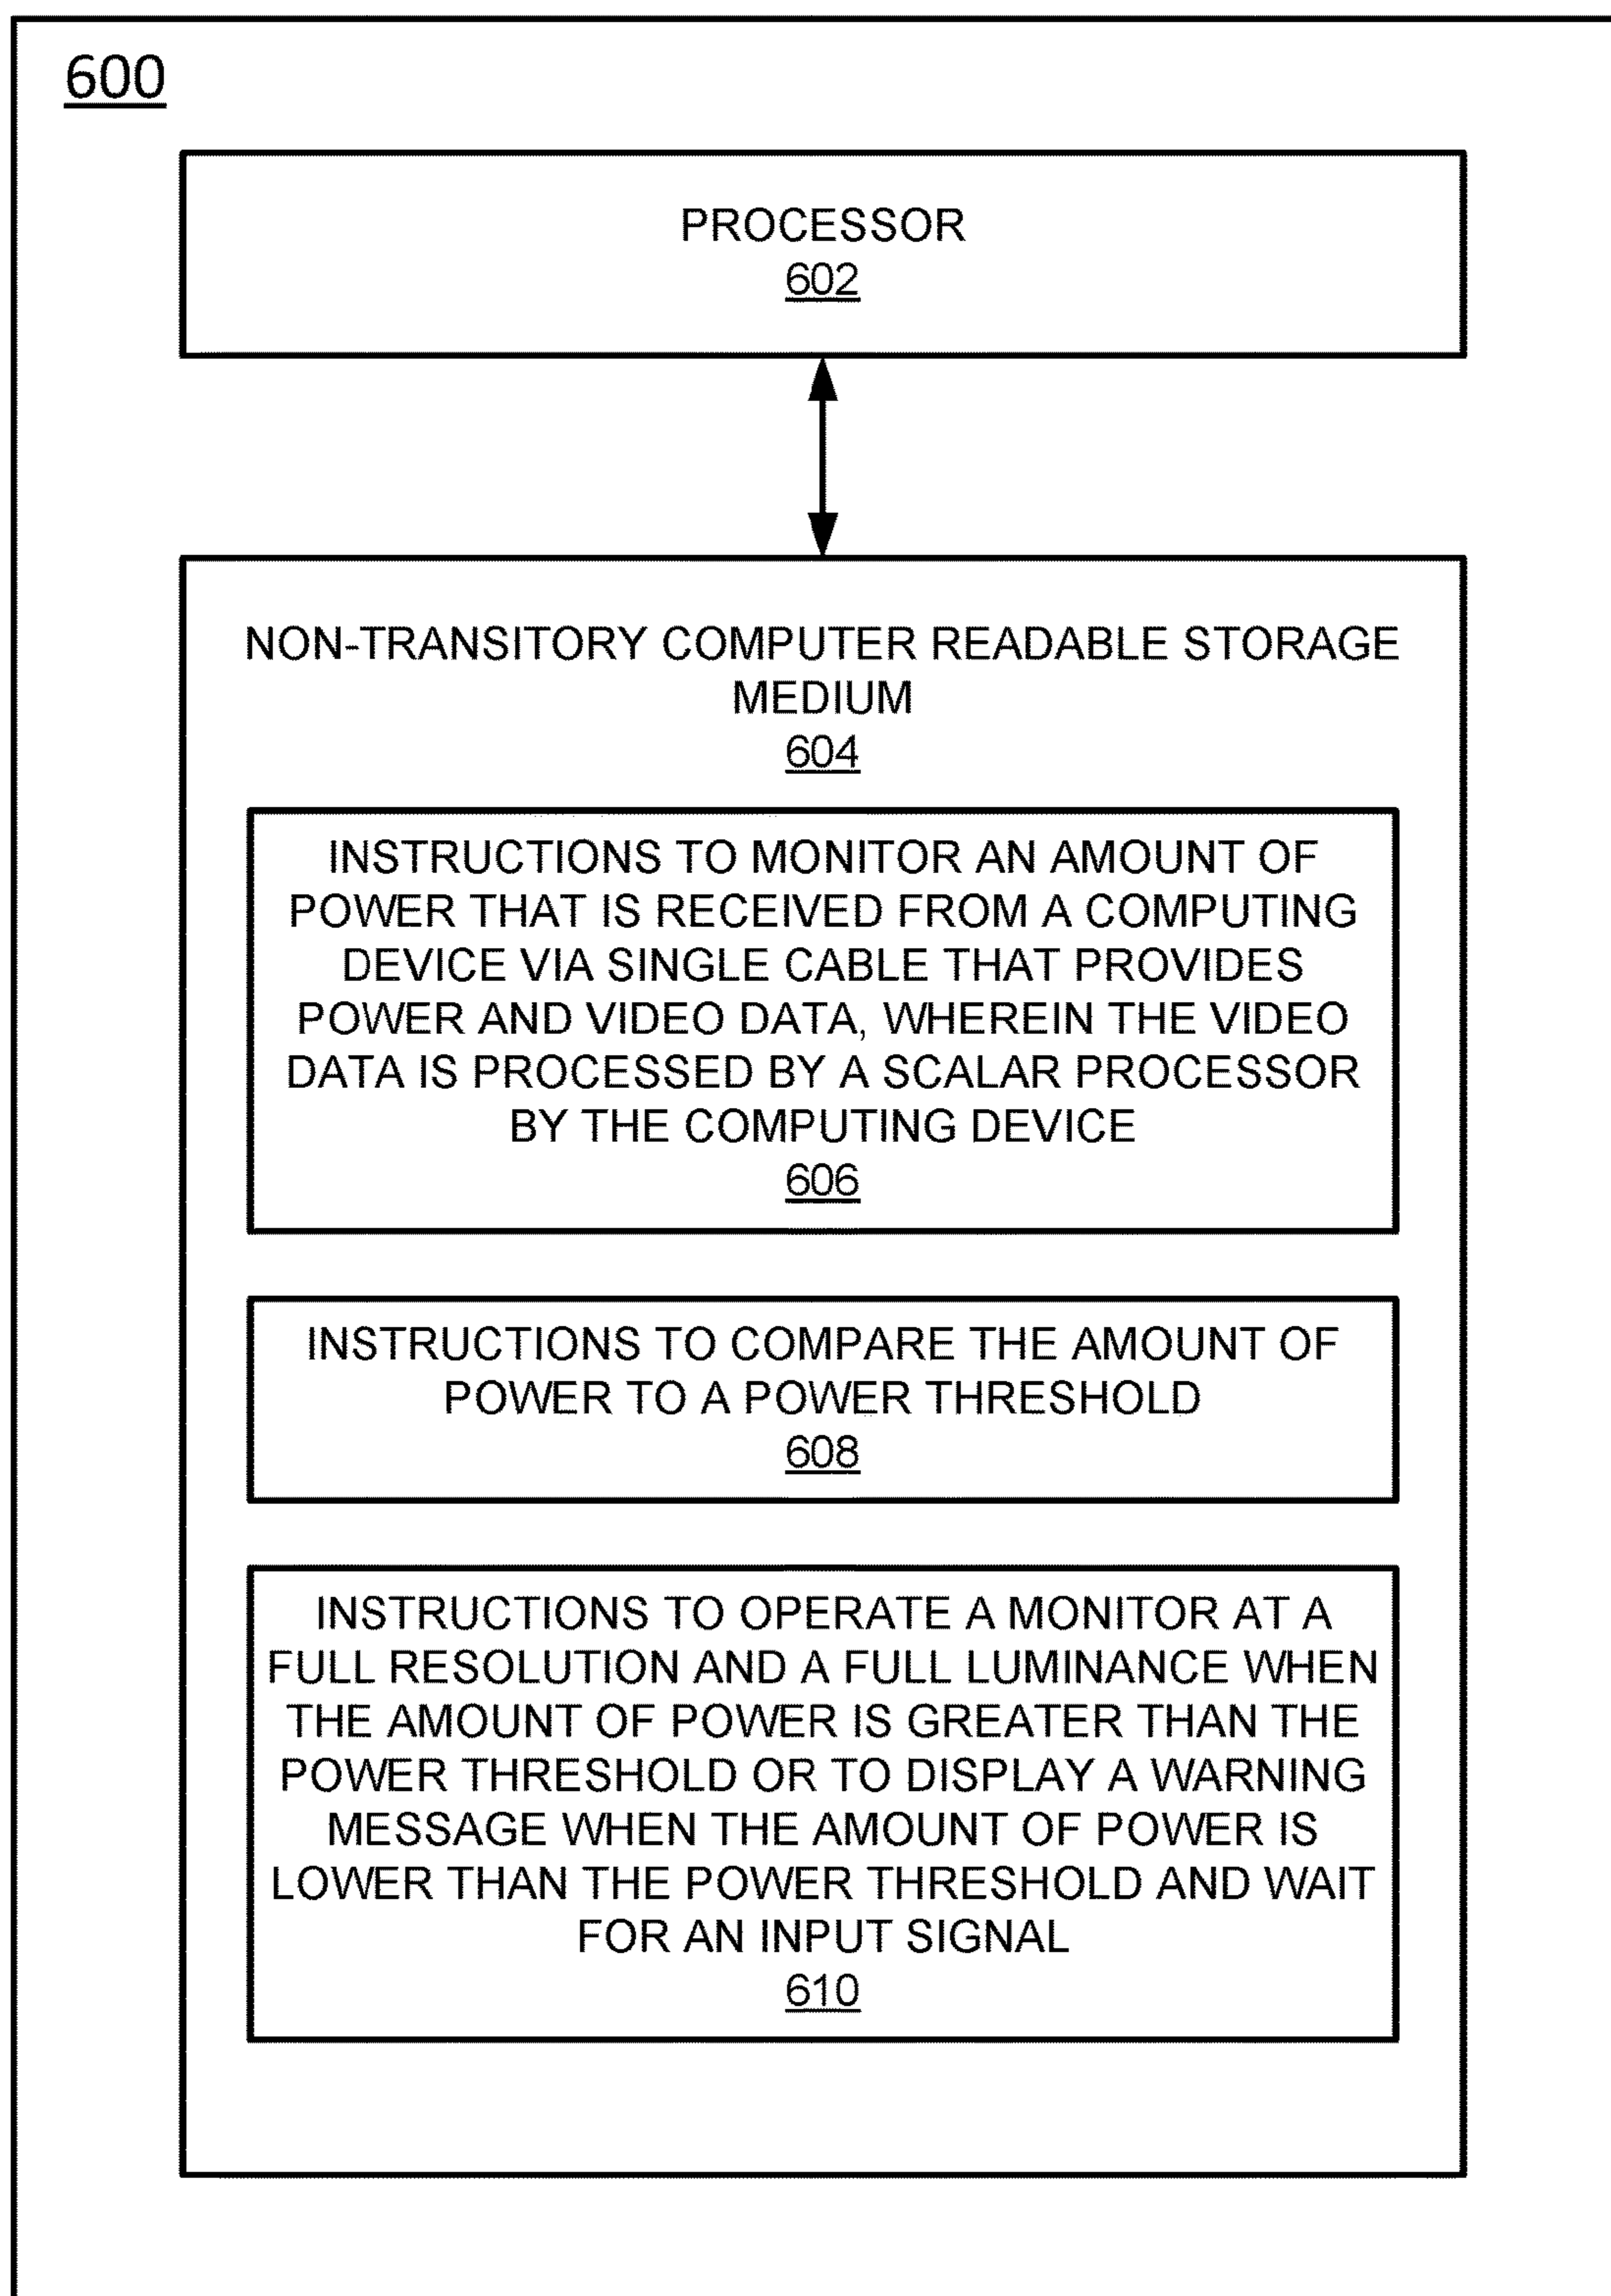 600
PROCESSOR
602
NON-TRANSITORY COMPUTER READABLE STORAGE
MEDIUM
604
INSTRUCTIONS TO MONITOR AN AMOUNT OF
POWER THAT IS RECEIVED FROM A COMPUTING
DEVICE VIA SINGLE CABLE THAT PROVIDES
POWER AND VIDEO DATA, WHEREIN THE VIDEO
DATA IS PROCESSED BY A SCALAR PROCESSOR
BY THE COMPUTING DEVICE
606
INSTRUCTIONS TO COMPARE THE AMOUNT OF
POWER TO A POWER THRESHOLD
608
INSTRUCTIONS TO OPERATE A MONITOR AT A
FULL RESOLUTION AND A FULL LUMINANCE WHEN
THE AMOUNT OF POWER IS GREATER THAN THE
POWER THRESHOLD OR TO DISPLAY A WARNING
MESSAGE WHEN THE AMOUNT OF POWER IS
LOWER THAN THE POWER THRESHOLD AND WAIT
FOR AN INPUT SIGNAL
610